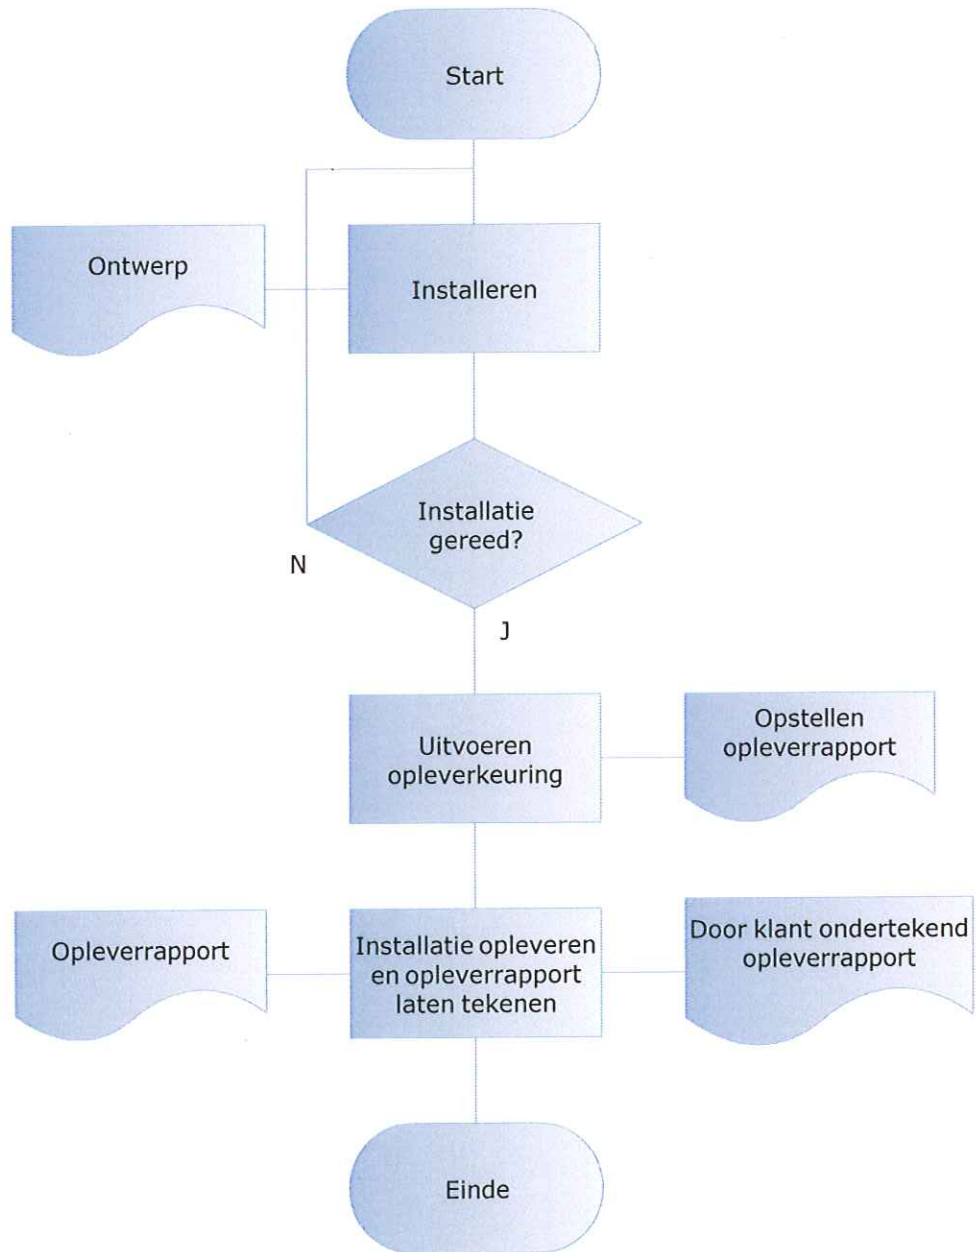 Start
Ontwerp
Installeren
Installatie
gereed?
N
J
Uitvoeren
opleverkeuring
Opstellen
opleverrapport
Opleverrapport
Installatie opleveren
en opleverrapport
laten tekenen
Door klant ondertekend
opleverrapport
Einde